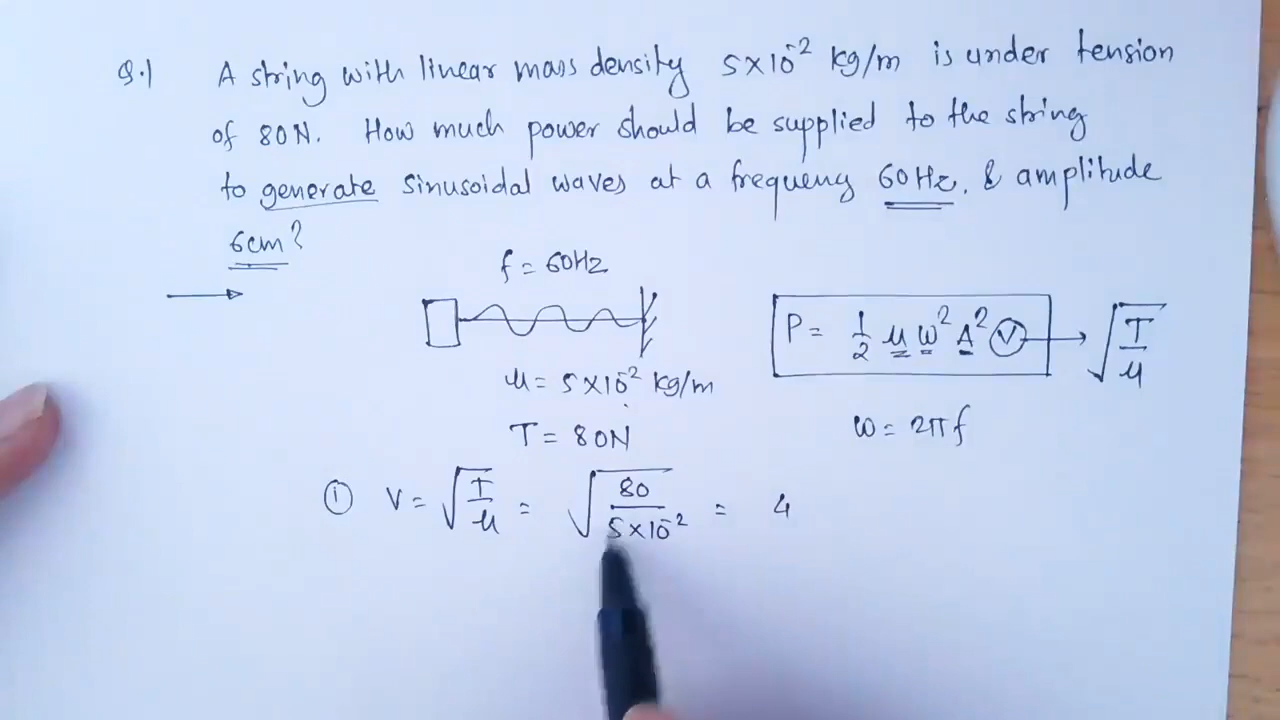 Q.1 A string with linear mass density 5×10⁻² kg/m is under tension
of 80N. How much power should be supplied to the string
to generate sinusoidal waves at a frequeny 60Hz, & amplitude
6cm?
f = 60Hz
P = 1/2 μ ω² A² V → √(T/μ)
μ = 5×10⁻² kg/m
T = 80N
ω = 2πf
① V = √(T/μ) = √(80/(5×10⁻²)) = 4